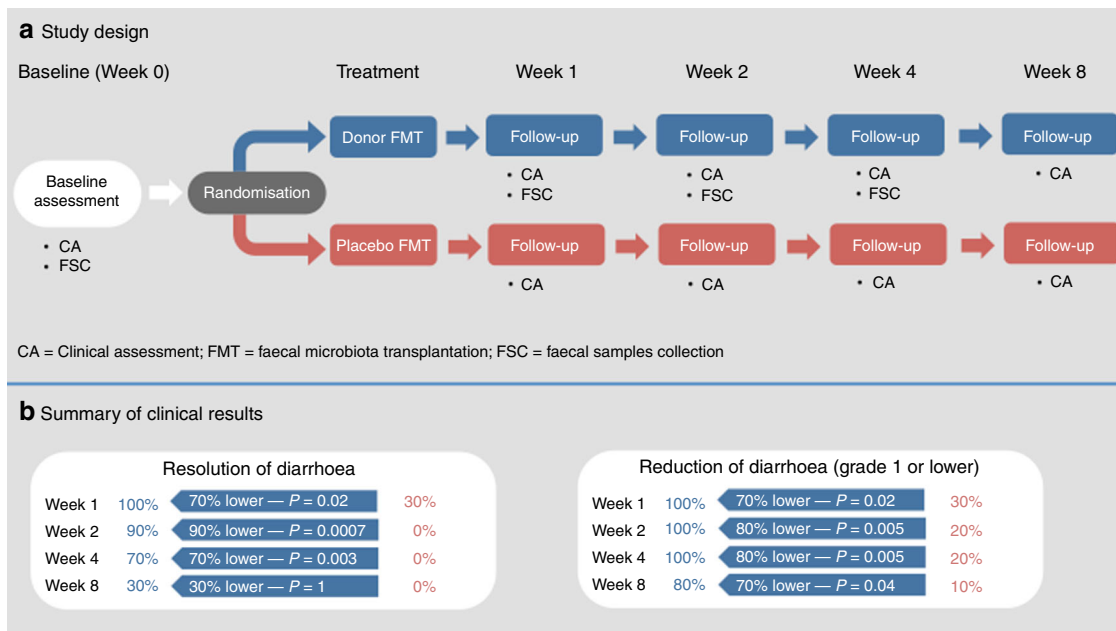 a Study design
Baseline (Week 0) Treatment Week 1 Week 2 Week 4 Week 8
Donor FMT Follow-up Follow-up Follow-up Follow-up
Baseline
assessment
Randomisation
• CA • CA • CA • CA
• FSC • FSC • FSC
• CA
• FSC
Placebo FMT Follow-up Follow-up Follow-up Follow-up
• CA • CA • CA • CA
CA = Clinical assessment; FMT = faecal microbiota transplantation; FSC = faecal samples collection
b Summary of clinical results
Resolution of diarrhoea
Week 1 100% 70% lower — P = 0.02 30%
Week 2 90% 90% lower — P = 0.0007 0%
Week 4 70% 70% lower — P = 0.003 0%
Week 8 30% 30% lower — P = 1 0%
Reduction of diarrhoea (grade 1 or lower)
Week 1 100% 70% lower — P = 0.02 30%
Week 2 100% 80% lower — P = 0.005 20%
Week 4 100% 80% lower — P = 0.005 20%
Week 8 80% 70% lower — P = 0.04 10%